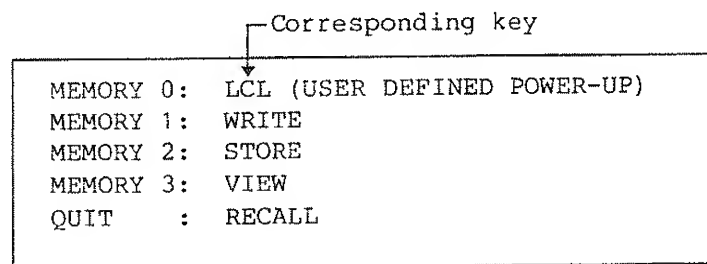 Corresponding key
MEMORY 0: LCL (USER DEFINED POWER-UP)
MEMORY 1: WRITE
MEMORY 2: STORE
MEMORY 3: VIEW
QUIT : RECALL